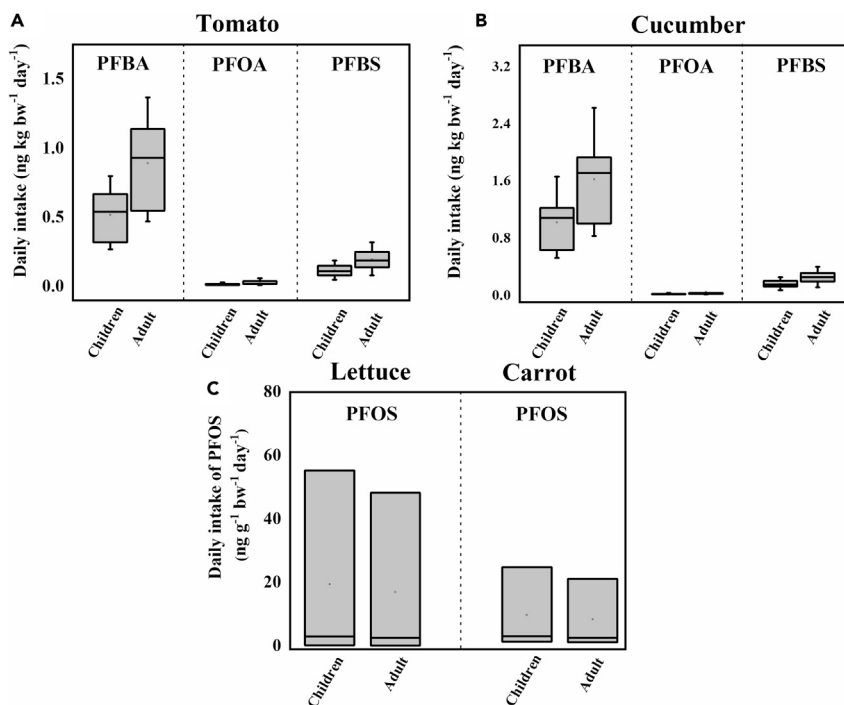 A
Tomato
Daily intake (ng kg bw⁻¹ day⁻¹)
1.5
1.0
0.5
0.0
PFBA
PFOA
PFBS
Children
Adult
Children
Adult
Children
Adult
B
Cucumber
Daily intake (ng kg bw⁻¹ day⁻¹)
3.2
2.4
1.6
0.8
0.0
PFBA
PFOA
PFBS
Children
Adult
Children
Adult
Children
Adult
C
Lettuce
Carrot
Daily intake of PFOS
(ng g⁻¹ bw⁻¹ day⁻¹)
80
60
40
20
0
PFOS
PFOS
Children
Adult
Children
Adult